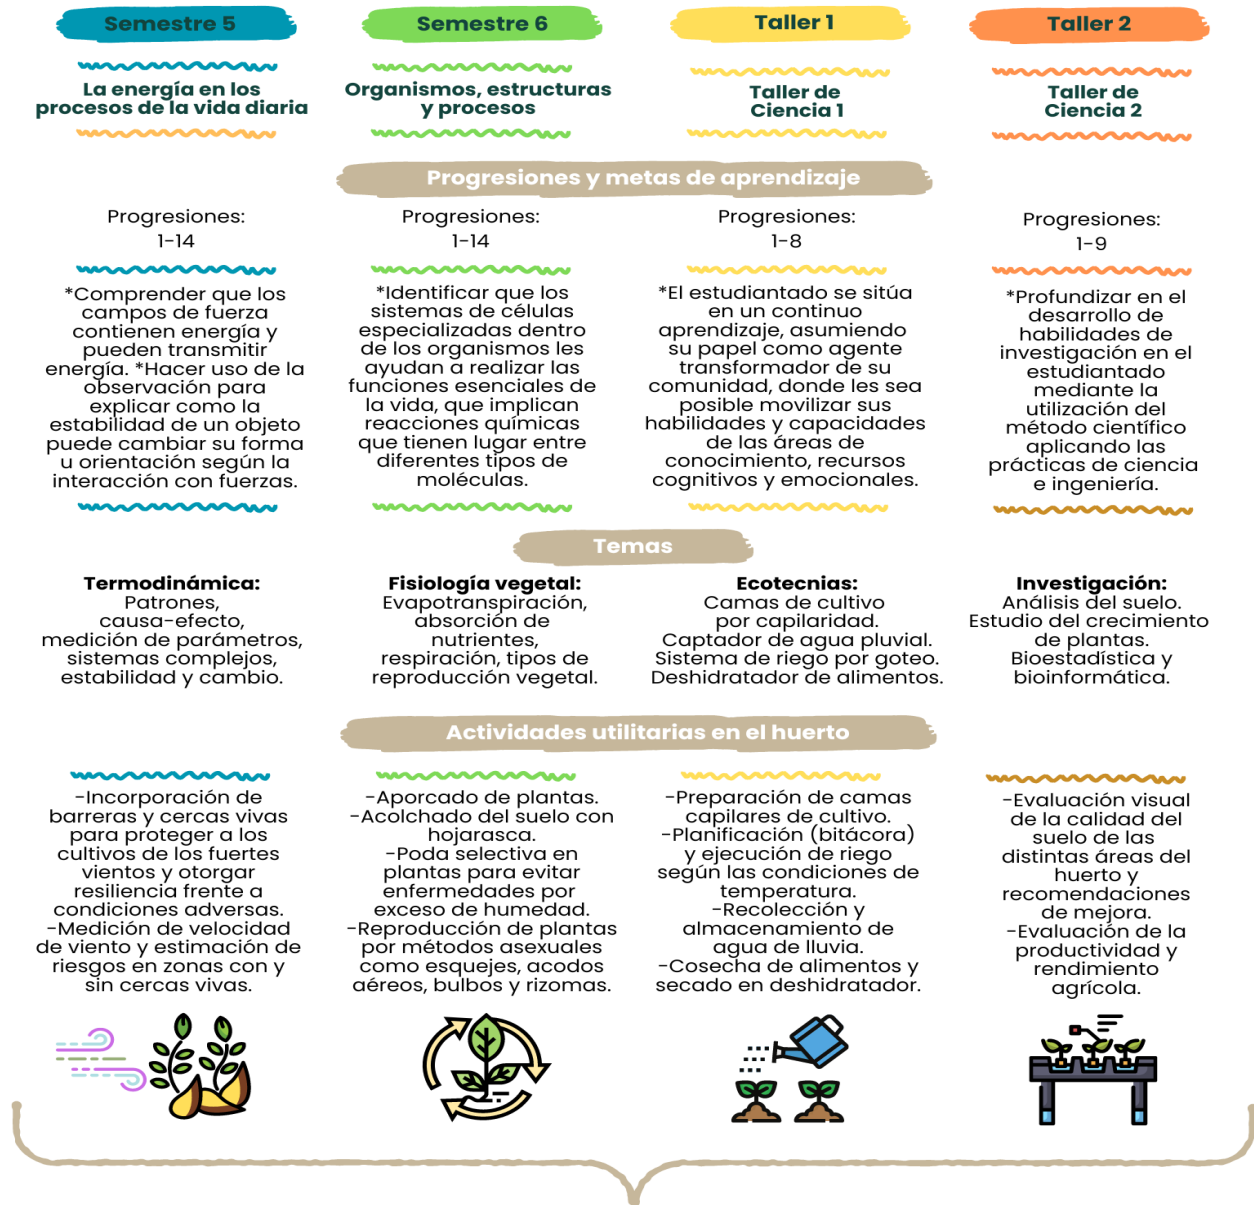 Semestre 5
Semestre 6
Taller 1
Taller 2
La energía en los
procesos de la vida diaria
Organismos, estructuras
y procesos
Taller de
Ciencia 1
Taller de
Ciencia 2
Progresiones y metas de aprendizaje
Progresiones:
1-14
Progresiones:
1-14
Progresiones:
1-8
Progresiones:
1-9
*Comprender que los
campos de fuerza
contienen energía y
pueden transmitir
energía. *Hacer uso de la
observación para
explicar como la
estabilidad de un objeto
puede cambiar su forma
u orientación según la
interacción con fuerzas.
*Identificar que los
sistemas de células
especializadas dentro
de los organismos les
ayudan a realizar las
funciones esenciales de
la vida, que implican
reacciones químicas
que tienen lugar entre
diferentes tipos de
moléculas.
*El estudiantado se sitúa
en un continuo
aprendizaje, asumiendo
su papel como agente
transformador de su
comunidad, donde les sea
posible movilizar sus
habilidades y capacidades
de las áreas de
conocimiento, recursos
cognitivos y emocionales.
*Profundizar en el
desarrollo de
habilidades de
investigación en el
estudiantado
mediante la
utilización del
método científico
aplicando las
prácticas de ciencia
e ingeniería.
Temas
Termodinámica:
Patrones,
causa-efecto,
medición de parámetros,
sistemas complejos,
estabilidad y cambio.
Fisiología vegetal:
Evapotranspiración,
absorción de
nutrientes,
respiración, tipos de
reproducción vegetal.
Ecotecnias:
Camas de cultivo
por capilaridad.
Captador de agua pluvial.
Sistema de riego por goteo.
Deshidratador de alimentos.
Investigación:
Análisis del suelo.
Estudio del crecimiento
de plantas.
Bioestadística y
bioinformática.
Actividades utilitarias en el huerto
-Incorporación de
barreras y cercas vivas
para proteger a los
cultivos de los fuertes
vientos y otorgar
resiliencia frente a
condiciones adversas.
-Medición de velocidad
de viento y estimación de
riesgos en zonas con y
sin cercas vivas.
-Aporcado de plantas.
-Acolchado del suelo con
hojarasca.
-Poda selectiva en
plantas para evitar
enfermedades por
exceso de humedad.
-Reproducción de plantas
por métodos asexuales
como esquejes, acodos
aéreos, bulbos y rizomas.
-Preparación de camas
capilares de cultivo.
-Planificación (bitácora)
y ejecución de riego
según las condiciones de
temperatura.
-Recolección y
almacenamiento de
agua de lluvia.
-Cosecha de alimentos y
secado en deshidratador.
-Evaluación visual
de la calidad del
suelo de las
distintas áreas del
huerto y
recomendaciones
de mejora.
-Evaluación de la
productividad y
rendimiento
agrícola.